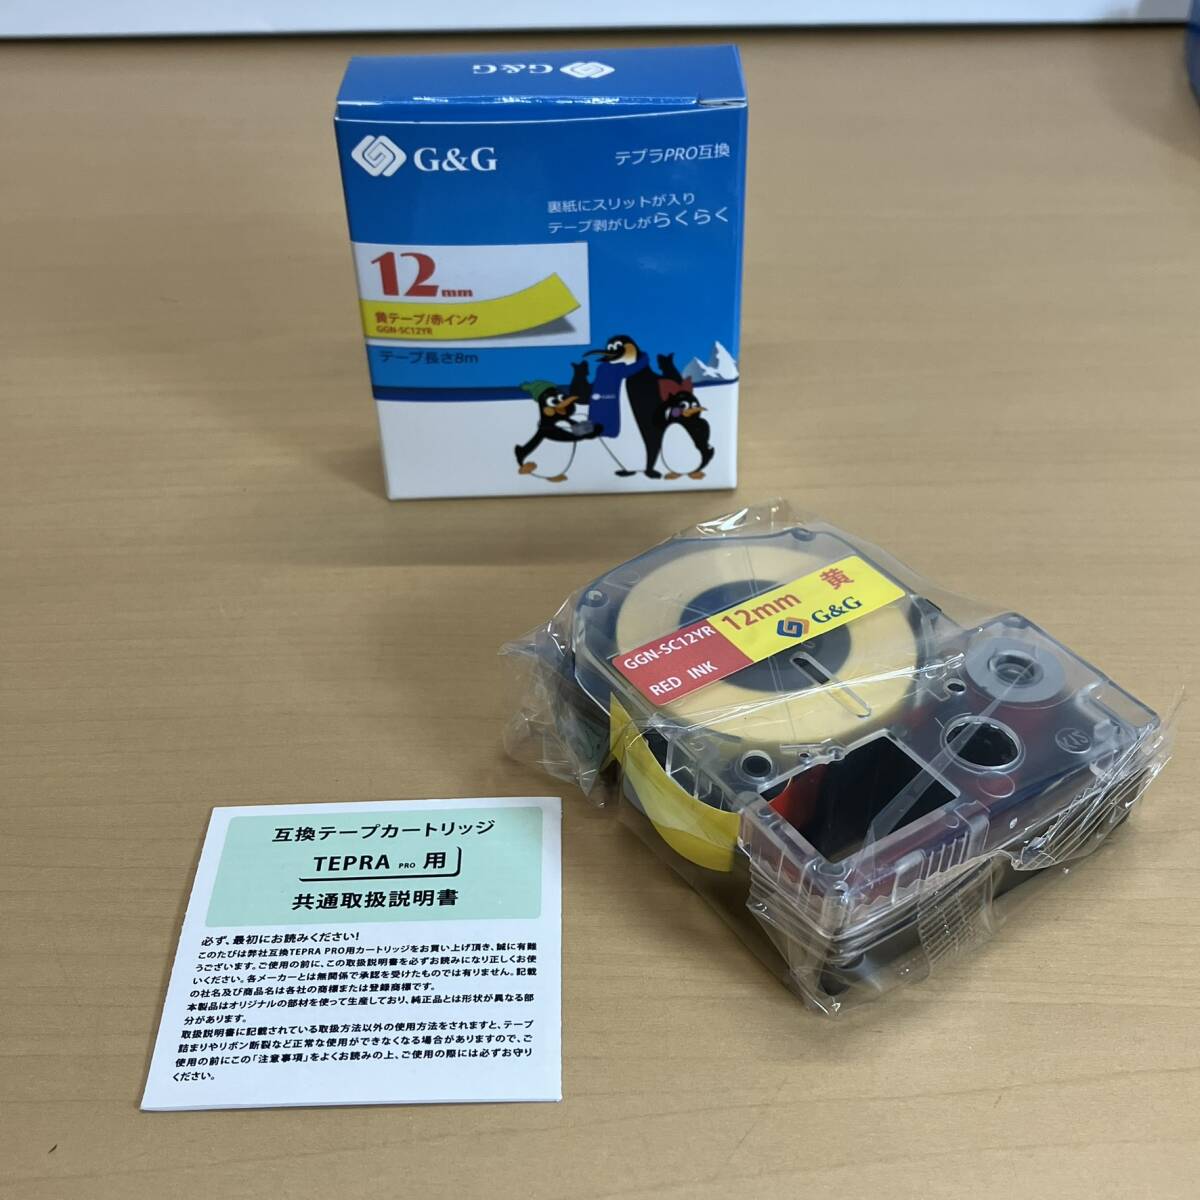 G&G
G&G
テプラPRO互換
裏紙にスリットが入り
テープ剥がしがらくらく
12mm
黄テープ/赤インク
GGN-SC12YR
テープ長さ8m
GGN-SC12YR
RED INK
12mm 黄
G&G
互換テープカートリッジ
TEPRA PRO 用
共通取扱説明書
必ず、最初にお読みください!
このたびは弊社互換TEPRA PRO用カートリッジをお買い上げ頂き、誠に有難
うございます。ご使用の前に、この取扱説明書を必ずお読みになり正しくお使
いください。各メーカーとは無関係で承認を受けたものでは有りません。記載
の社名及び商品名は各社の商標または登録商標です。
本製品はオリジナルの部材を使って生産しており、純正品とは形状が異なる部
分があります。
取扱説明書に記載されている取扱方法以外の使用方法をされますと、テープ
詰まりやリボン断裂など正常な使用ができなくなる場合がありますので、ご
使用の前にこの「注意事項」をよくお読みの上、ご使用の際には必ずお守り
ください。